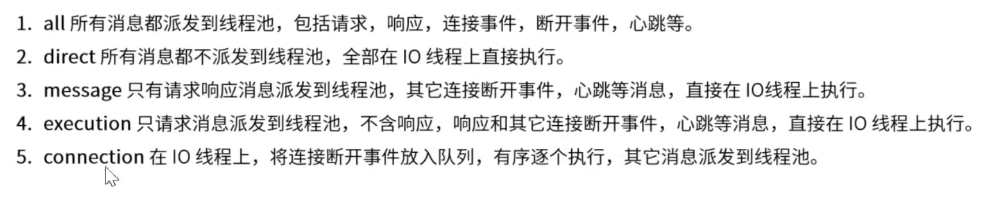 1. all 所有消息都派发到线程池，包括请求，响应，连接事件，断开事件，心跳等。
2. direct 所有消息都不派发到线程池，全部在 IO 线程上直接执行。
3. message 只有请求响应消息派发到线程池，其它连接断开事件，心跳等消息，直接在 IO线程上执行。
4. execution 只请求消息派发到线程池，不含响应，响应和其它连接断开事件，心跳等消息，直接在 IO 线程上执行。
5. connection 在 IO 线程上，将连接断开事件放入队列，有序逐个执行，其它消息派发到线程池。